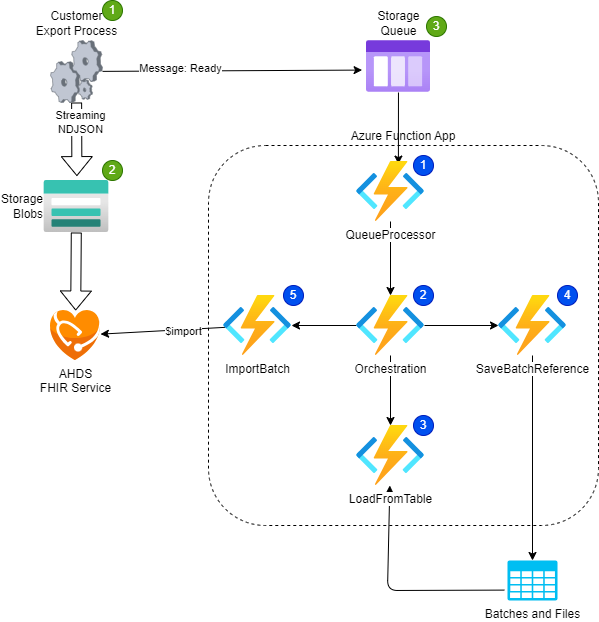 Customer
Export Process
1
Storage
Queue
3
Message: Ready
Streaming
NDJSON
Azure Function App
2
Storage
Blobs
1
QueueProcessor
5
2
4
$import
ImportBatch
Orchestration
SaveBatchReference
AHDS
FHIR Service
3
LoadFromTable
Batches and Files